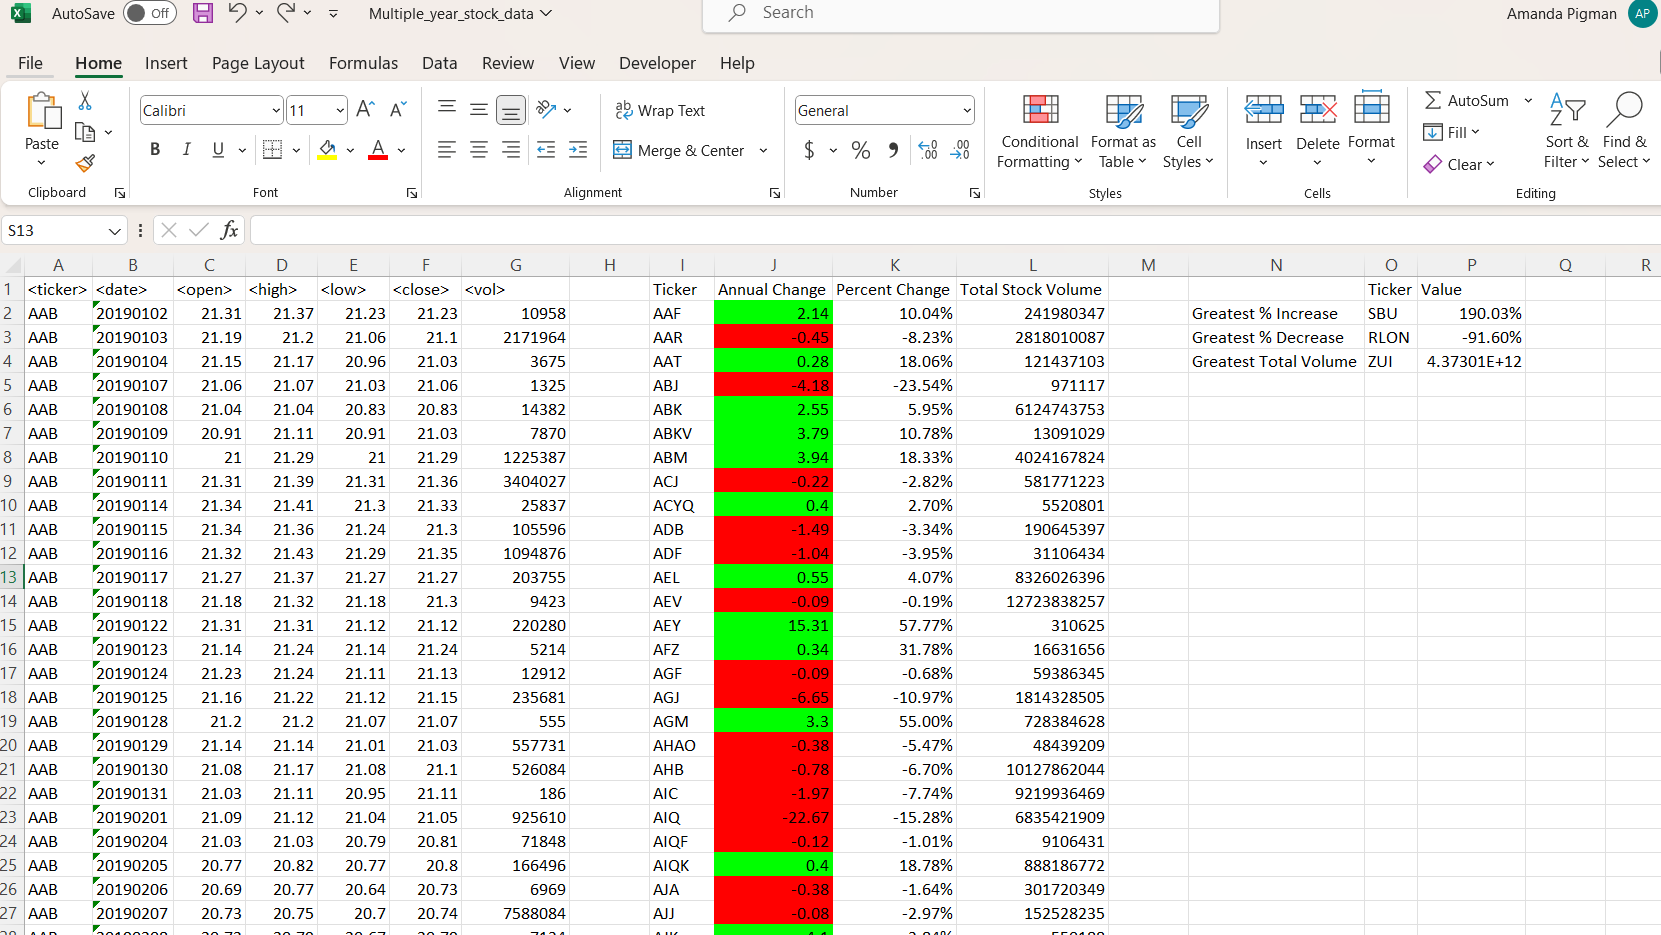 AutoSave Off Multiple_year_stock_data Search Amanda Pigman AP
File Home Insert Page Layout Formulas Data Review View Developer Help
Paste
Clipboard
Calibri 11
B I U A
Font
Wrap Text
Merge & Center
Alignment
General
$ % 9 .00 .00
Number
Conditional Formatting
Format as Table
Cell Styles
Styles
Insert Delete Format
Cells
AutoSum
Fill
Clear
Sort & Filter
Find & Select
Editing
S13 fx
A B C D E F G H I J K L M N O P Q R
1 <ticker> <date> <open> <high> <low> <close> <vol> Ticker Annual Change Percent Change Total Stock Volume Ticker Value
2 AAB 20190102 21.31 21.37 21.23 21.23 10958 AAF 2.14 10.04% 241980347 Greatest % Increase SBU 190.03%
3 AAB 20190103 21.19 21.2 21.06 21.1 2171964 AAR -0.45 -8.23% 2818010087 Greatest % Decrease RLON -91.60%
4 AAB 20190104 21.15 21.17 20.96 21.03 3675 AAT 0.28 18.06% 121437103 Greatest Total Volume ZUI 4.37301E+12
5 AAB 20190107 21.06 21.07 21.03 21.06 1325 ABJ -4.18 -23.54% 971117
6 AAB 20190108 21.04 21.04 20.83 20.83 14382 ABK 2.55 5.95% 6124743753
7 AAB 20190109 20.91 21.11 20.91 21.03 7870 ABKV 3.79 10.78% 13091029
8 AAB 20190110 21 21.29 21 21.29 1225387 ABM 3.94 18.33% 4024167824
9 AAB 20190111 21.31 21.39 21.31 21.36 3404027 ACJ -0.22 -2.82% 581771223
10 AAB 20190114 21.34 21.41 21.3 21.33 25837 ACYQ 0.4 2.70% 5520801
11 AAB 20190115 21.34 21.36 21.24 21.3 105596 ADB -1.49 -3.34% 190645397
12 AAB 20190116 21.32 21.43 21.29 21.35 1094876 ADF -1.04 -3.95% 31106434
13 AAB 20190117 21.27 21.37 21.27 21.27 203755 AEL 0.55 4.07% 8326026396
14 AAB 20190118 21.18 21.32 21.18 21.3 9423 AEV -0.09 -0.19% 12723838257
15 AAB 20190122 21.31 21.31 21.12 21.12 220280 AEY 15.31 57.77% 310625
16 AAB 20190123 21.14 21.24 21.14 21.24 5214 AFZ 0.34 31.78% 16631656
17 AAB 20190124 21.23 21.24 21.11 21.13 12912 AGF -0.09 -0.68% 59386345
18 AAB 20190125 21.16 21.22 21.12 21.15 235681 AGJ -6.65 -10.97% 1814328505
19 AAB 20190128 21.2 21.2 21.07 21.07 555 AGM 3.3 55.00% 728384628
20 AAB 20190129 21.14 21.14 21.01 21.03 557731 AHAO -0.38 -5.47% 48439209
21 AAB 20190130 21.08 21.17 21.08 21.1 526084 AHB -0.78 -6.70% 10127862044
22 AAB 20190131 21.03 21.11 20.95 21.11 186 AIC -1.97 -7.74% 9219936469
23 AAB 20190201 21.09 21.12 21.04 21.05 925610 AIQ -22.67 -15.28% 6835421909
24 AAB 20190204 21.03 21.03 20.79 20.81 71848 AIQF -0.12 -1.01% 9106431
25 AAB 20190205 20.77 20.82 20.77 20.8 166496 AIQK 0.4 18.78% 888186772
26 AAB 20190206 20.69 20.77 20.64 20.73 6969 AJA -0.38 -1.64% 301720349
27 AAB 20190207 20.73 20.75 20.7 20.74 7588084 AJJ -0.08 -2.97% 152528235